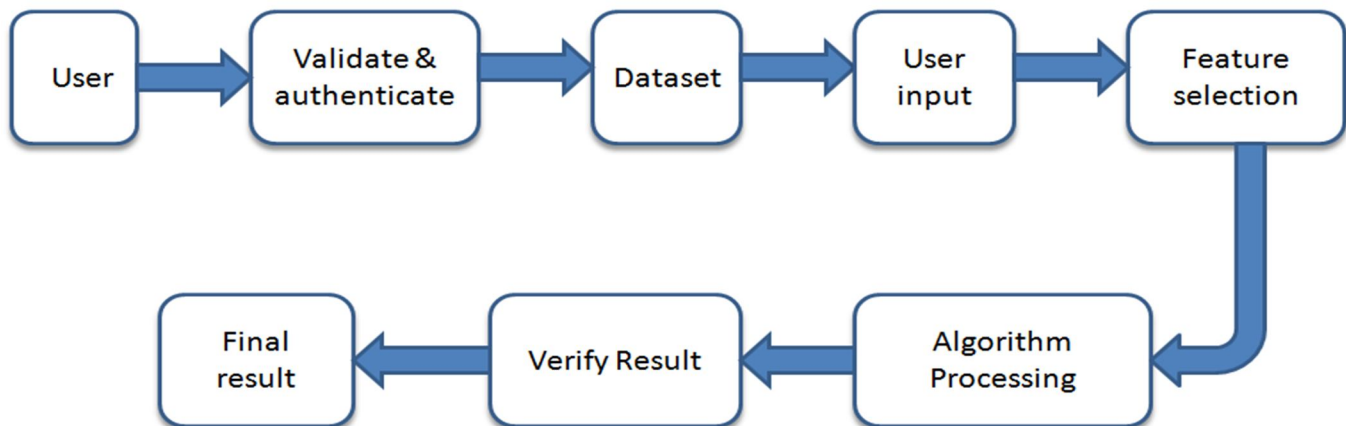 User
Validate &
authenticate
Dataset
User
input
Feature
selection
Algorithm
Processing
Verify Result
Final
result